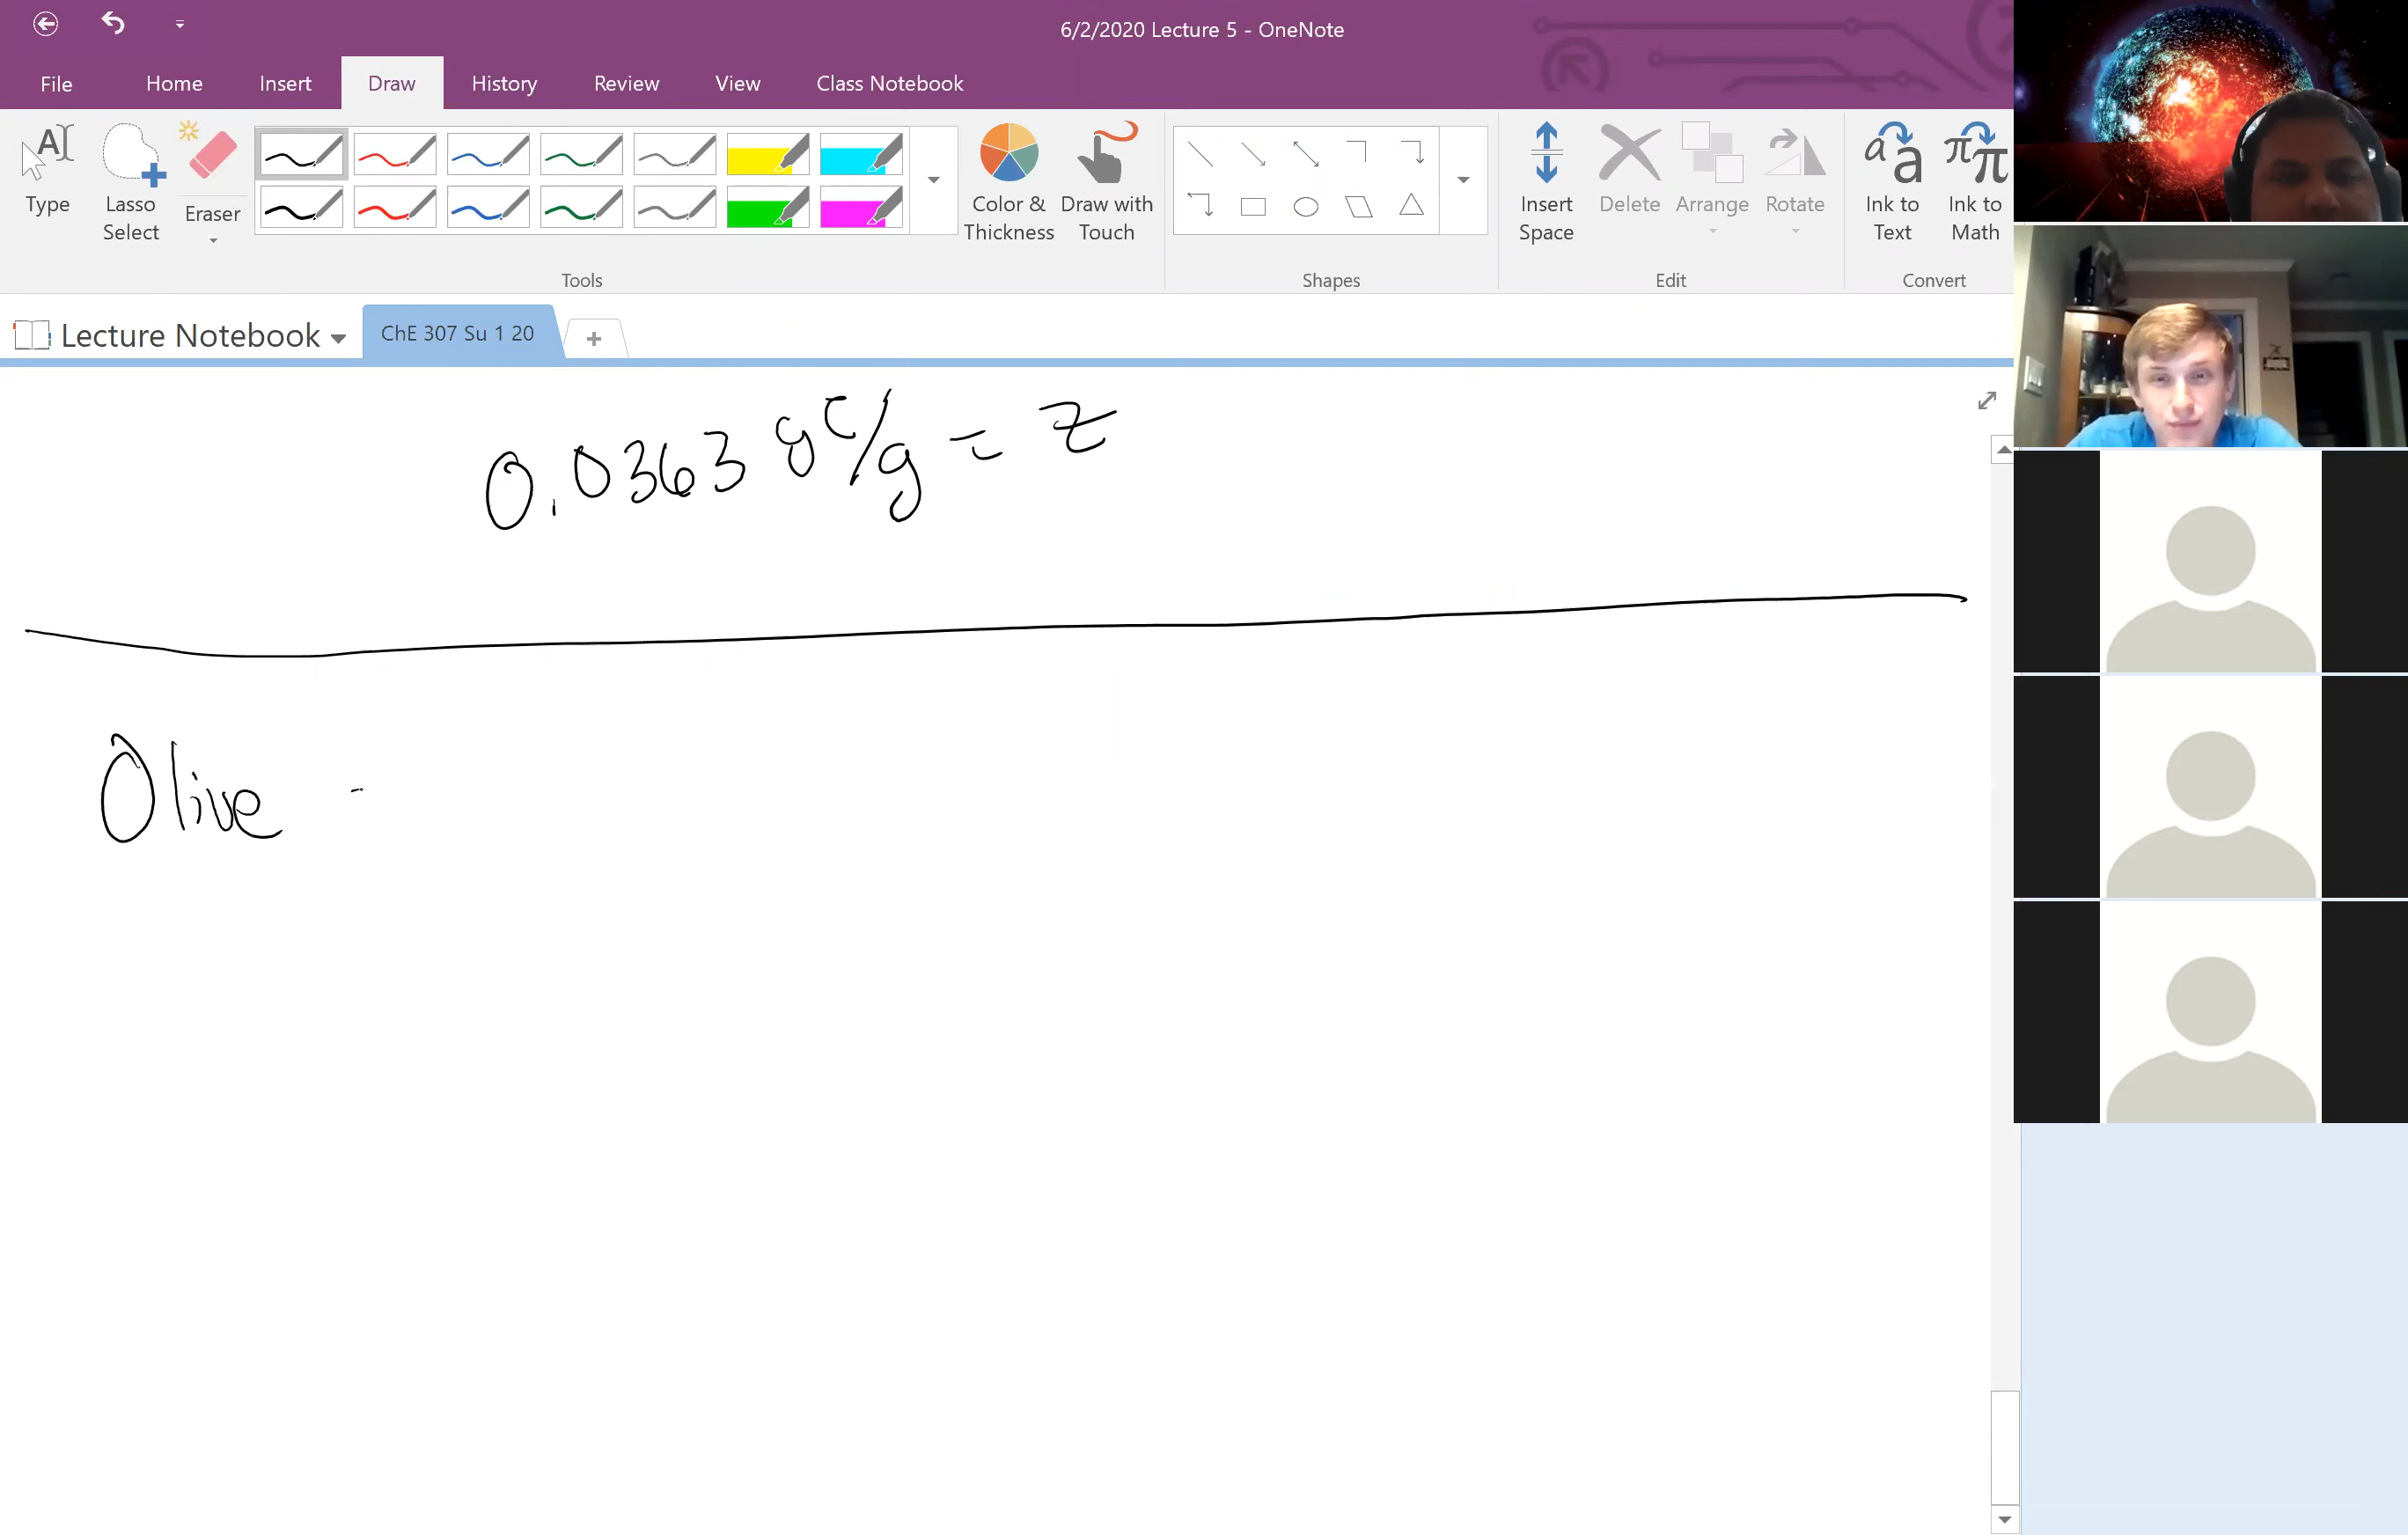 6/2/2020 Lecture 5 - OneNote
File Home Insert Draw History Review View Class Notebook
Type
Lasso Select
Eraser
Color & Thickness
Draw with Touch
Insert Space
Delete
Arrange
Rotate
Ink to Text
Ink to Math
Tools Shapes Edit Convert
Lecture Notebook ChE 307 Su 1 20 +
0.0363 gC/g = z
Olive -